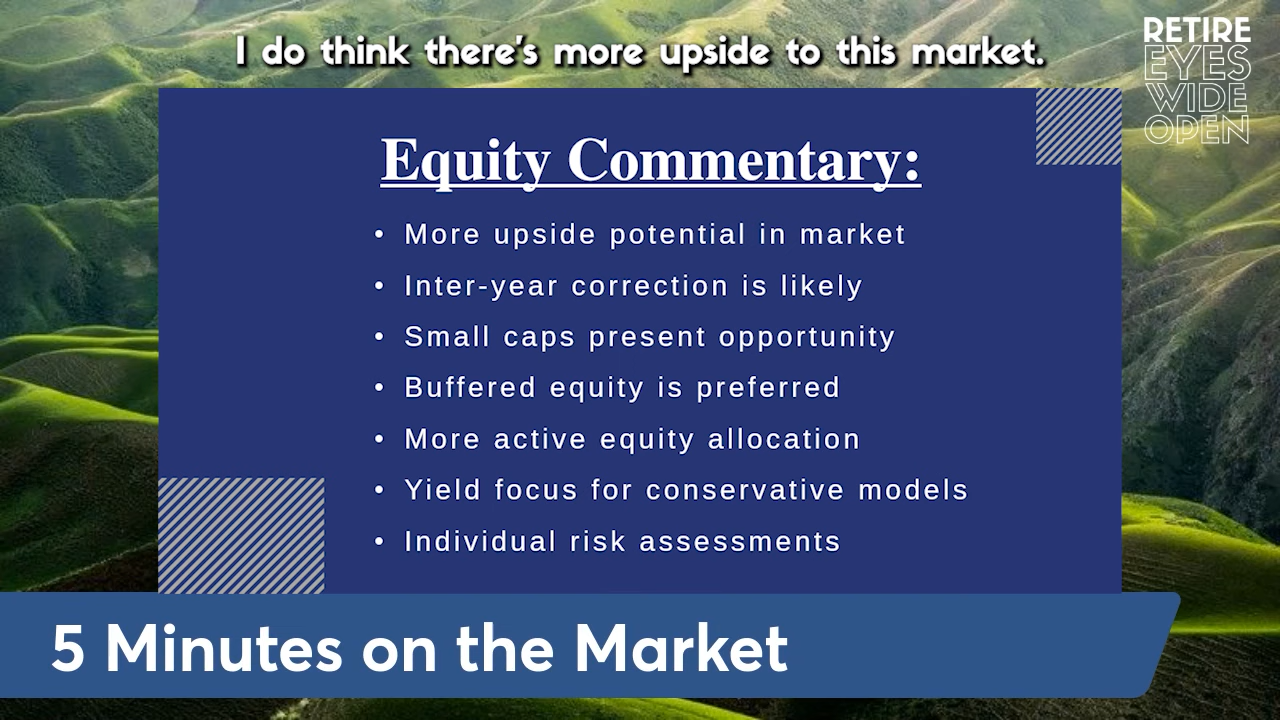 I do think there's more upside to this market.
RETIRE
EYES
WIDE
OPEN
Equity Commentary:
• More upside potential in market
• Inter-year correction is likely
• Small caps present opportunity
• Buffered equity is preferred
• More active equity allocation
• Yield focus for conservative models
• Individual risk assessments
5 Minutes on the Market